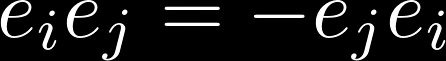 $e_i e_j = -e_j e_i$